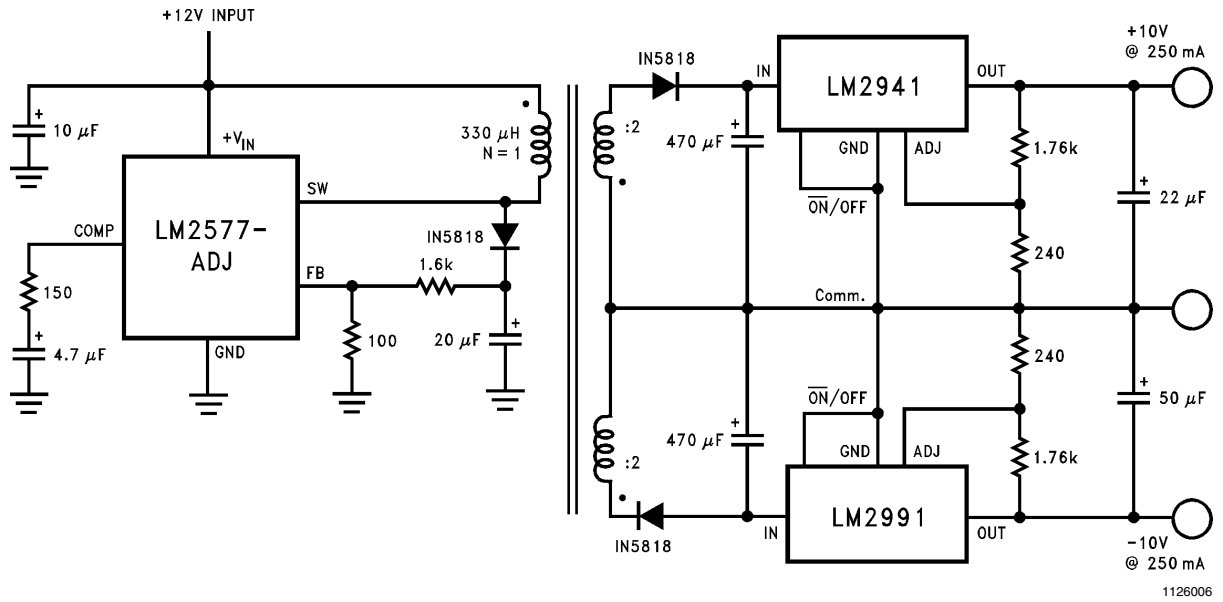 +12V INPUT
10 μF
+
+VIN
LM2577-
ADJ
COMP
SW
FB
GND
150
+
4.7 μF
330 μH
N = 1
IN5818
1.6k
100
+
20 μF
:2
:2
IN5818
IN5818
+
470 μF
+
470 μF
IN
LM2941
OUT
GND
ADJ
ON/OFF
+10V
@ 250 mA
1.76k
240
+
22 μF
Comm.
240
1.76k
+
50 μF
ON/OFF
GND
ADJ
IN
LM2991
OUT
-10V
@ 250 mA
1126006